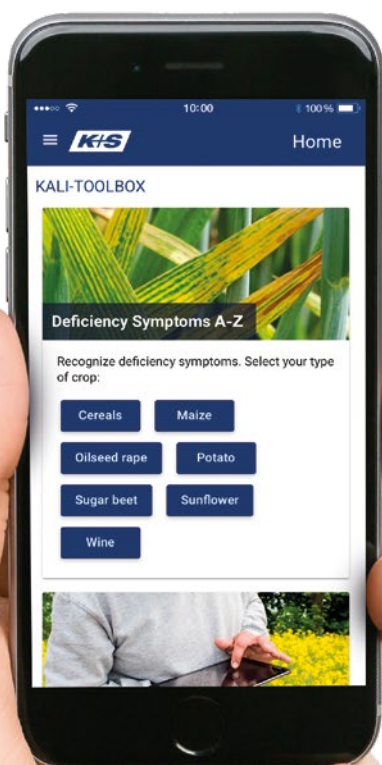 10:00
100 %
K+S
Home
KALI-TOOLBOX
Deficiency Symptoms A-Z
Recognize deficiency symptoms. Select your type
of crop:
Cereals
Maize
Oilseed rape
Potato
Sugar beet
Sunflower
Wine